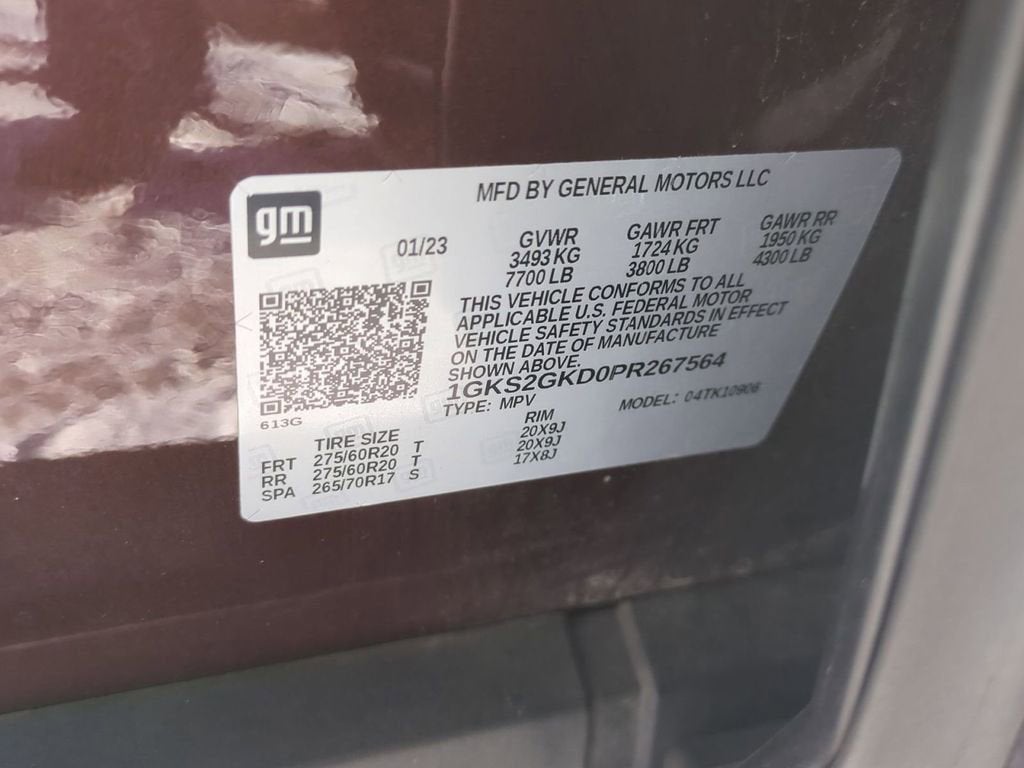 MFD BY GENERAL MOTORS LLC
gm
01/23
GVWR
3493 KG
7700 LB
GAWR FRT
1724 KG
3800 LB
GAWR RR
1950 KG
4300 LB
THIS VEHICLE CONFORMS TO ALL
APPLICABLE U.S. FEDERAL MOTOR
VEHICLE SAFETY STANDARDS IN EFFECT
ON THE DATE OF MANUFACTURE
SHOWN ABOVE.
1GKS2GKD0PR267564
TYPE: MPV MODEL: 04TK10906
613G
TIRE SIZE RIM
FRT 275/60R20 T 20X9J
RR 275/60R20 T 20X9J
SPA 265/70R17 S 17X8J